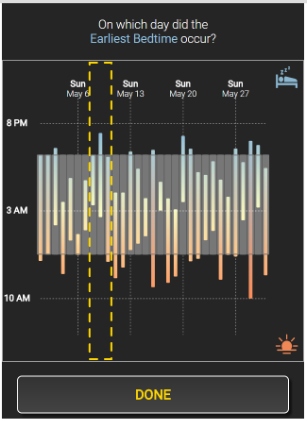 On which day did the
Earliest Bedtime occur?
z z z
Sun Sun Sun Sun
May 6 May 13 May 20 May 27
8 PM
3 AM
10 AM
DONE